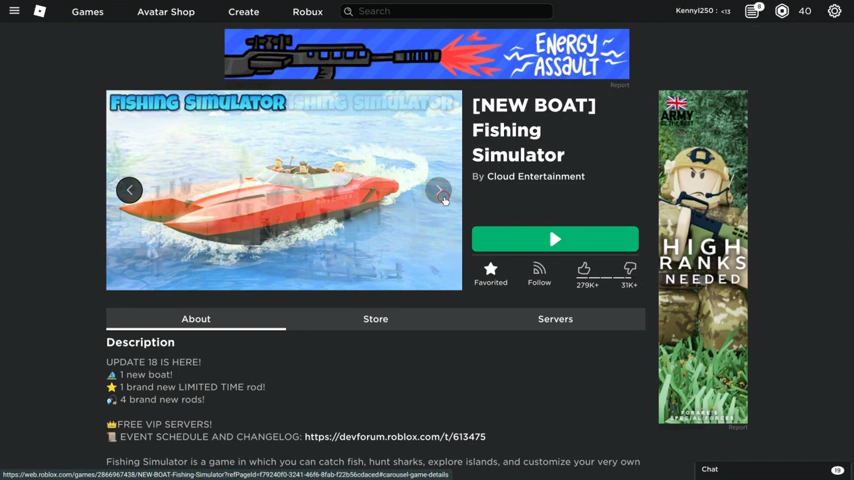 Games
Avatar Shop
Create
Robux
Search
Kennyl250 : <13
8
40
ENERGY
ASSAULT
Report
FISHING SIMULATOR
FISHING SIMULATOR
[NEW BOAT]
Fishing
Simulator
By Cloud Entertainment
Favorited
Follow
279K+
31K+
ARMY
HIGH
RANKS
NEEDED
Report
About
Store
Servers
Description
UPDATE 18 IS HERE!
1 new boat!
1 brand new LIMITED TIME rod!
4 brand new rods!
FREE VIP SERVERS!
EVENT SCHEDULE AND CHANGELOG: https://devforum.roblox.com/t/613475
Fishing Simulator is a game in which you can catch fish, hunt sharks, explore islands, and customize your very own
https://web.roblox.com/games/2866967438/NEW-BOAT-Fishing-Simulator?refPageId=f79240f0-3241-46f6-8fab-f22b56cdaced#carousel-game-details
Chat
19